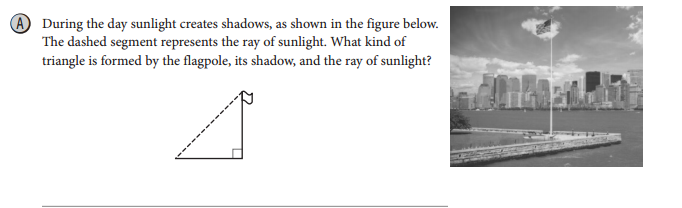 A During the day sunlight creates shadows, as shown in the figure below.
The dashed segment represents the ray of sunlight. What kind of
triangle is formed by the flagpole, its shadow, and the ray of sunlight?